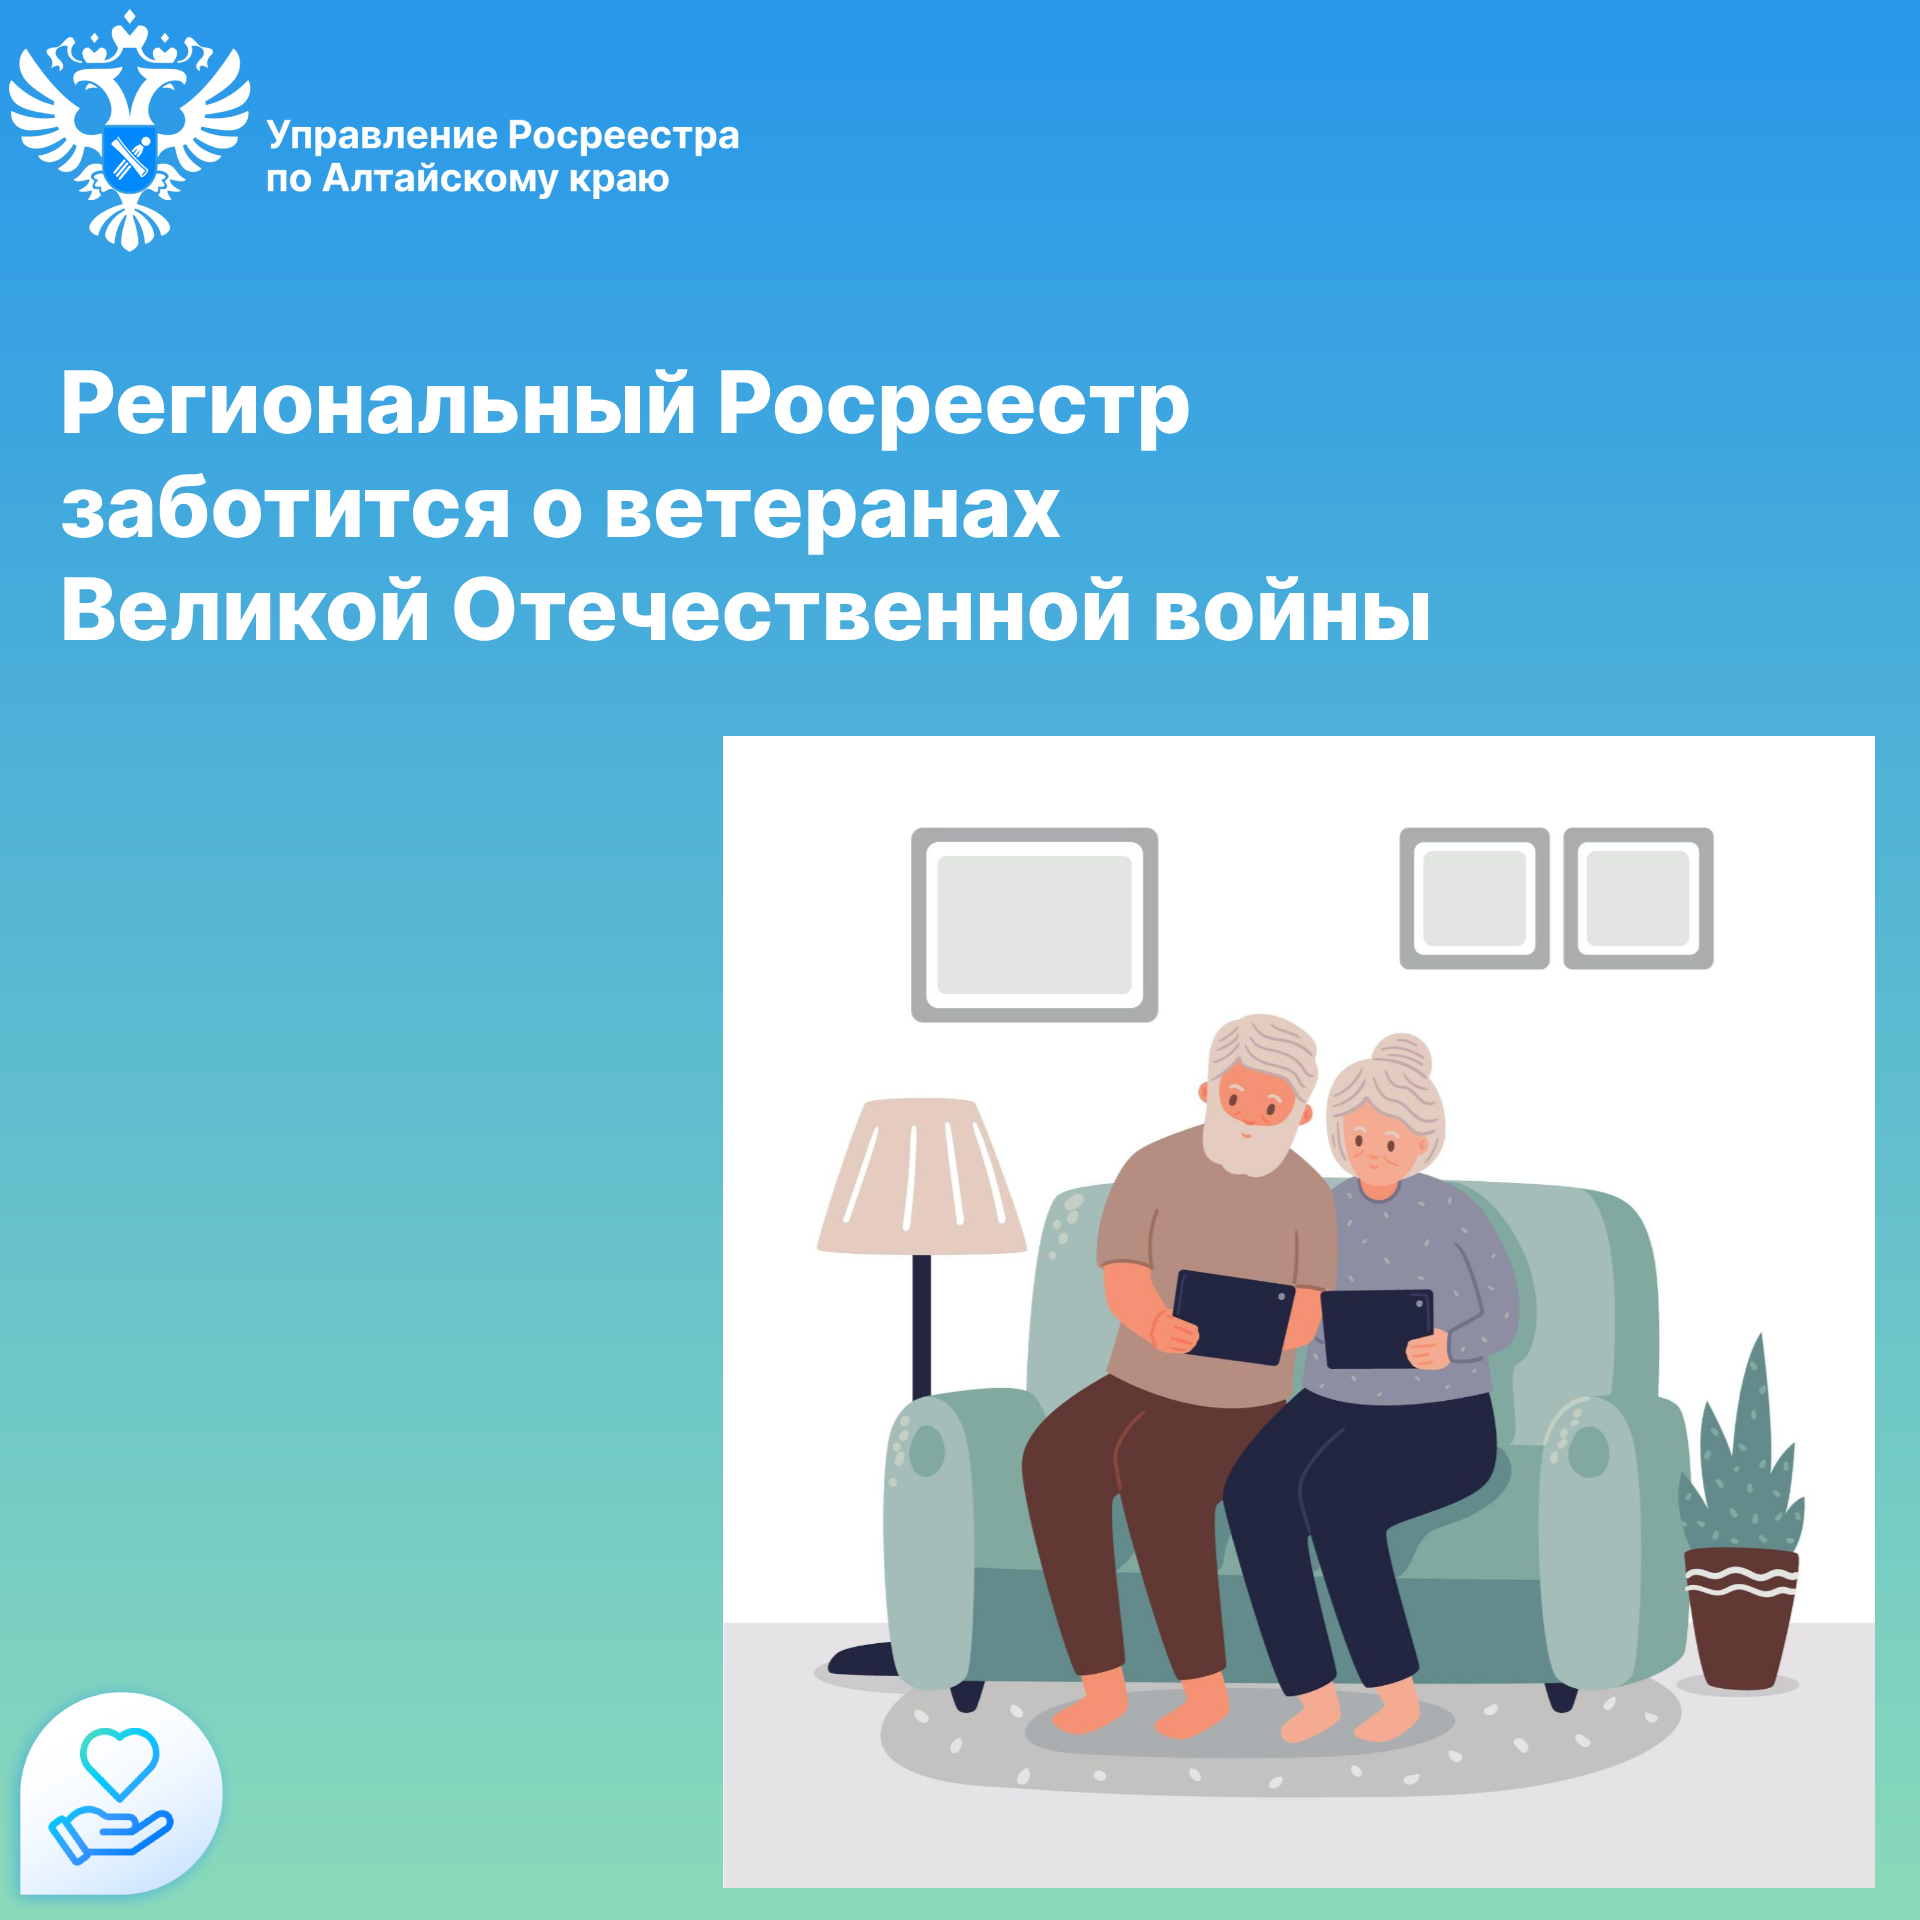 Управление Росреестра
по Алтайскому краю
Региональный Росреестр
заботится о ветеранах
Великой Отечественной войны